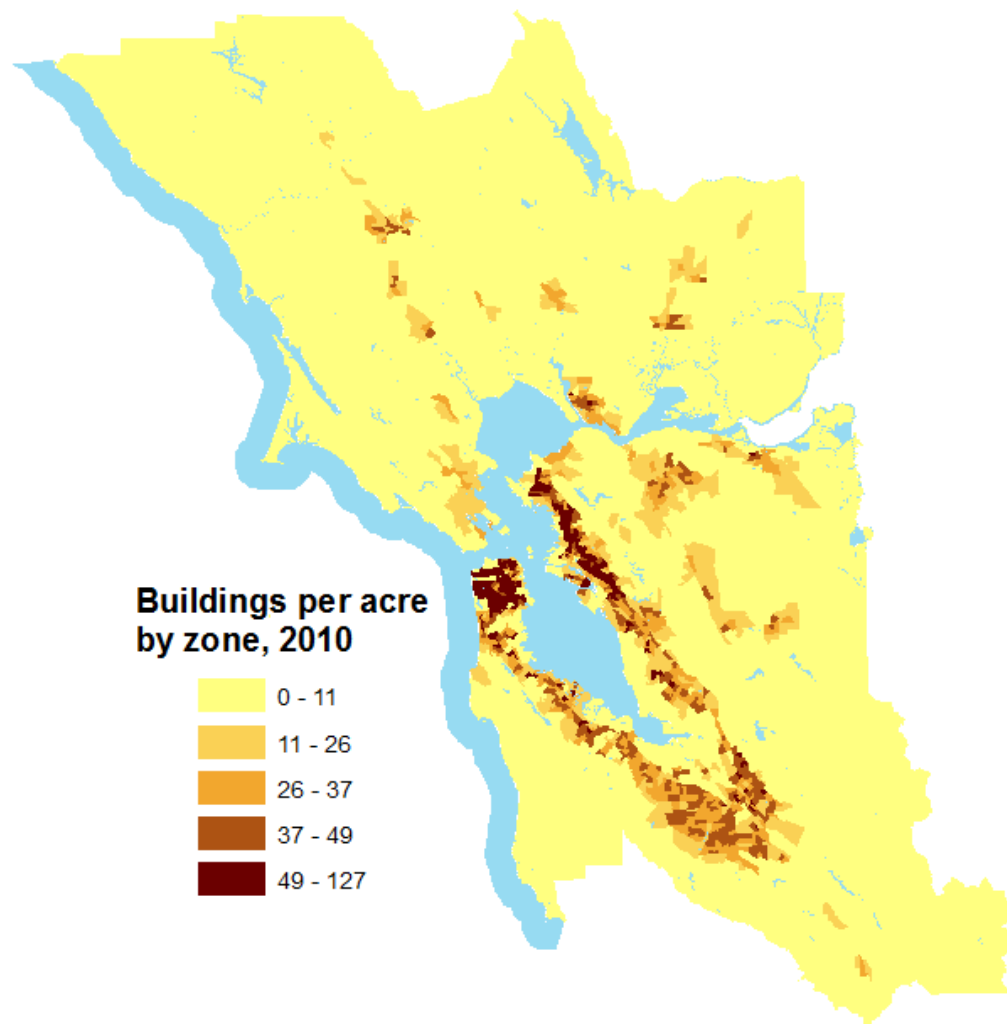 Buildings per acre
by zone, 2010
0 - 11
11 - 26
26 - 37
37 - 49
49 - 127